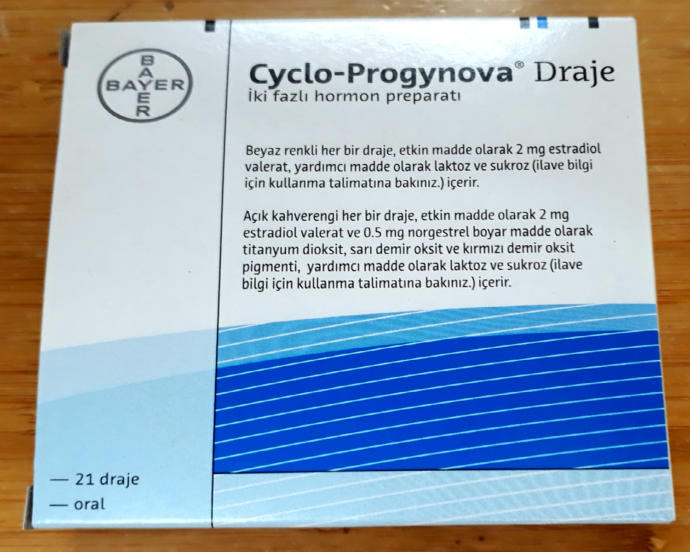 BAYER
BAYER
Cyclo-Progynova® Draje
İki fazlı hormon preparatı
Beyaz renkli her bir draje, etkin madde olarak 2 mg estradiol
valerat, yardımcı madde olarak laktoz ve sukroz (ilave bilgi
için kullanma talimatına bakınız.) içerir.
Açık kahverengi her bir draje, etkin madde olarak 2 mg
estradiol valerat ve 0.5 mg norgestrel boyar madde olarak
titanyum dioksit, sarı demir oksit ve kırmızı demir oksit
pigmenti, yardımcı madde olarak laktoz ve sukroz (ilave
bilgi için kullanma talimatına bakınız.) içerir.
— 21 draje
— oral